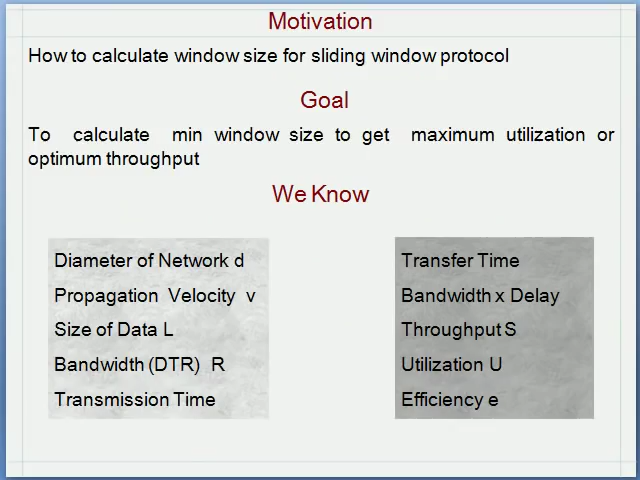 Motivation
How to calculate window size for sliding window protocol
Goal
To calculate min window size to get maximum utilization or
optimum throughput
We Know
Diameter of Network d
Propagation Velocity v
Size of Data L
Bandwidth (DTR) R
Transmission Time
Transfer Time
Bandwidth x Delay
Throughput S
Utilization U
Efficiency e